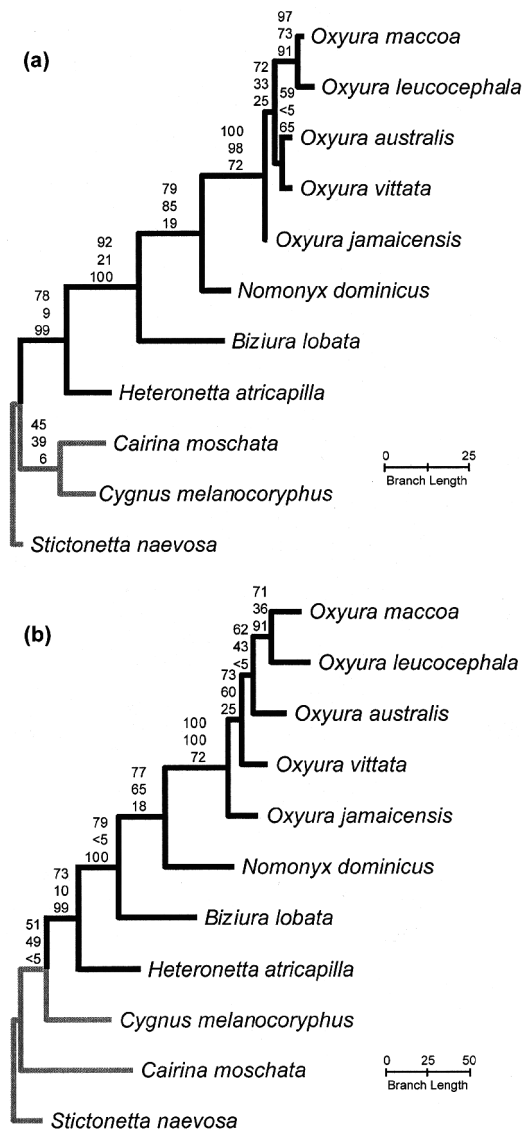 (a)
97
73
91
Oxyura maccoa
Oxyura leucocephala
72
33
25
59
<5
65
Oxyura australis
Oxyura vittata
100
98
72
Oxyura jamaicensis
79
85
19
Nomonyx dominicus
92
21
100
Biziura lobata
78
9
99
Heteronetta atricapilla
45
39
6
Cairina moschata
Cygnus melanocoryphus
Stictonetta naevosa
0 25
Branch Length
(b)
71
36
91
Oxyura maccoa
Oxyura leucocephala
62
43
<5
Oxyura australis
73
60
25
Oxyura vittata
100
100
72
Oxyura jamaicensis
77
65
18
Nomonyx dominicus
79
<5
100
Biziura lobata
73
10
99
Heteronetta atricapilla
51
49
<5
Cygnus melanocoryphus
Cairina moschata
Stictonetta naevosa
0 25 50
Branch Length